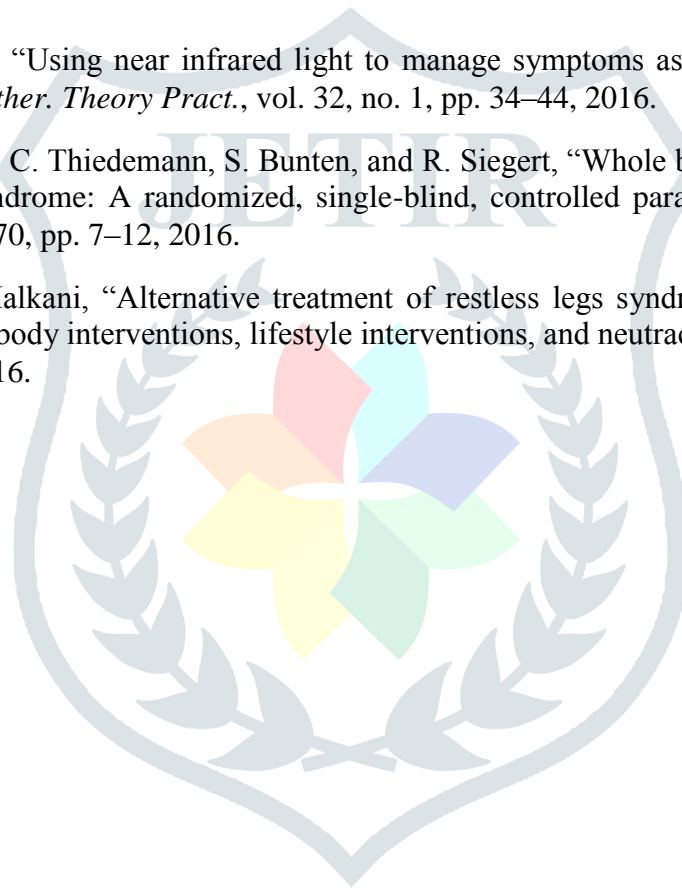 “Using near infrared light to manage symptoms as
ther. Theory Pract., vol. 32, no. 1, pp. 34–44, 2016.
C. Thiedemann, S. Bunten, and R. Siegert, “Whole b
ndrome: A randomized, single-blind, controlled para
70, pp. 7–12, 2016.
JETIR
alkani, “Alternative treatment of restless legs syndr
body interventions, lifestyle interventions, and neutrac
16.